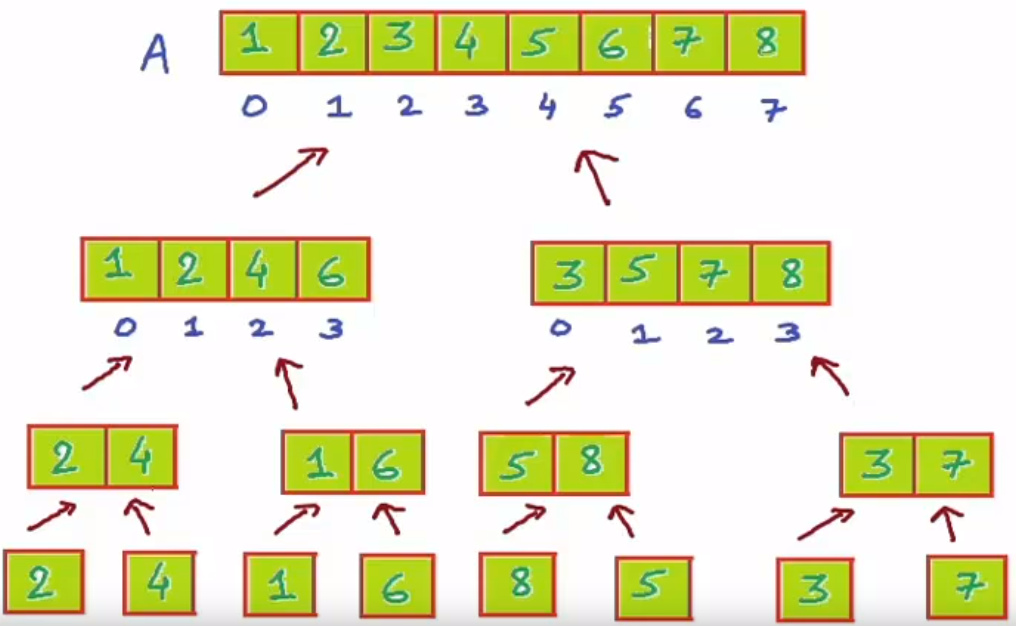 A 1 2 3 4 5 6 7 8
0 1 2 3 4 5 6 7
1 2 4 6 3 5 7 8
0 1 2 3 0 1 2 3
2 4 1 6 5 8 3 7
2 4 1 6 8 5 3 7